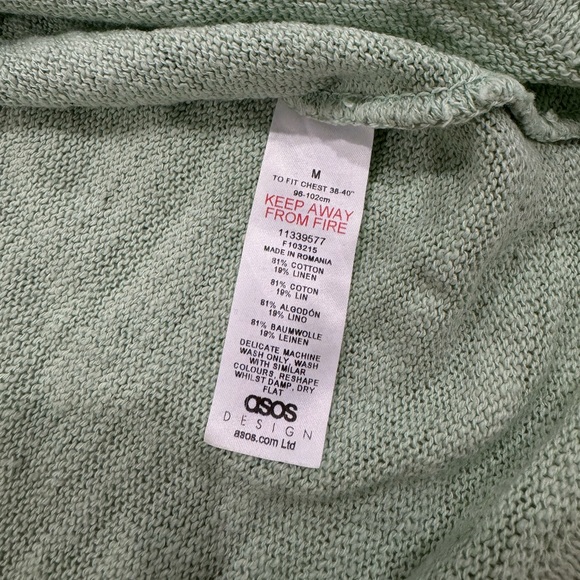 M
TO FIT CHEST 38-40"
96-102cm
KEEP AWAY
FROM FIRE
11339577
F103215
MADE IN ROMANIA
81% COTTON
19% LINEN
81% COTON
19% LIN
81% ALGODÓN
19% LINO
81% BAUMWOLLE
19% LEINEN
DELICATE MACHINE
WASH ONLY, WASH
WITH SIMILAR
COLOURS, RESHAPE
WHILST DAMP, DRY
FLAT
asos
DESIGN
asos.com Ltd